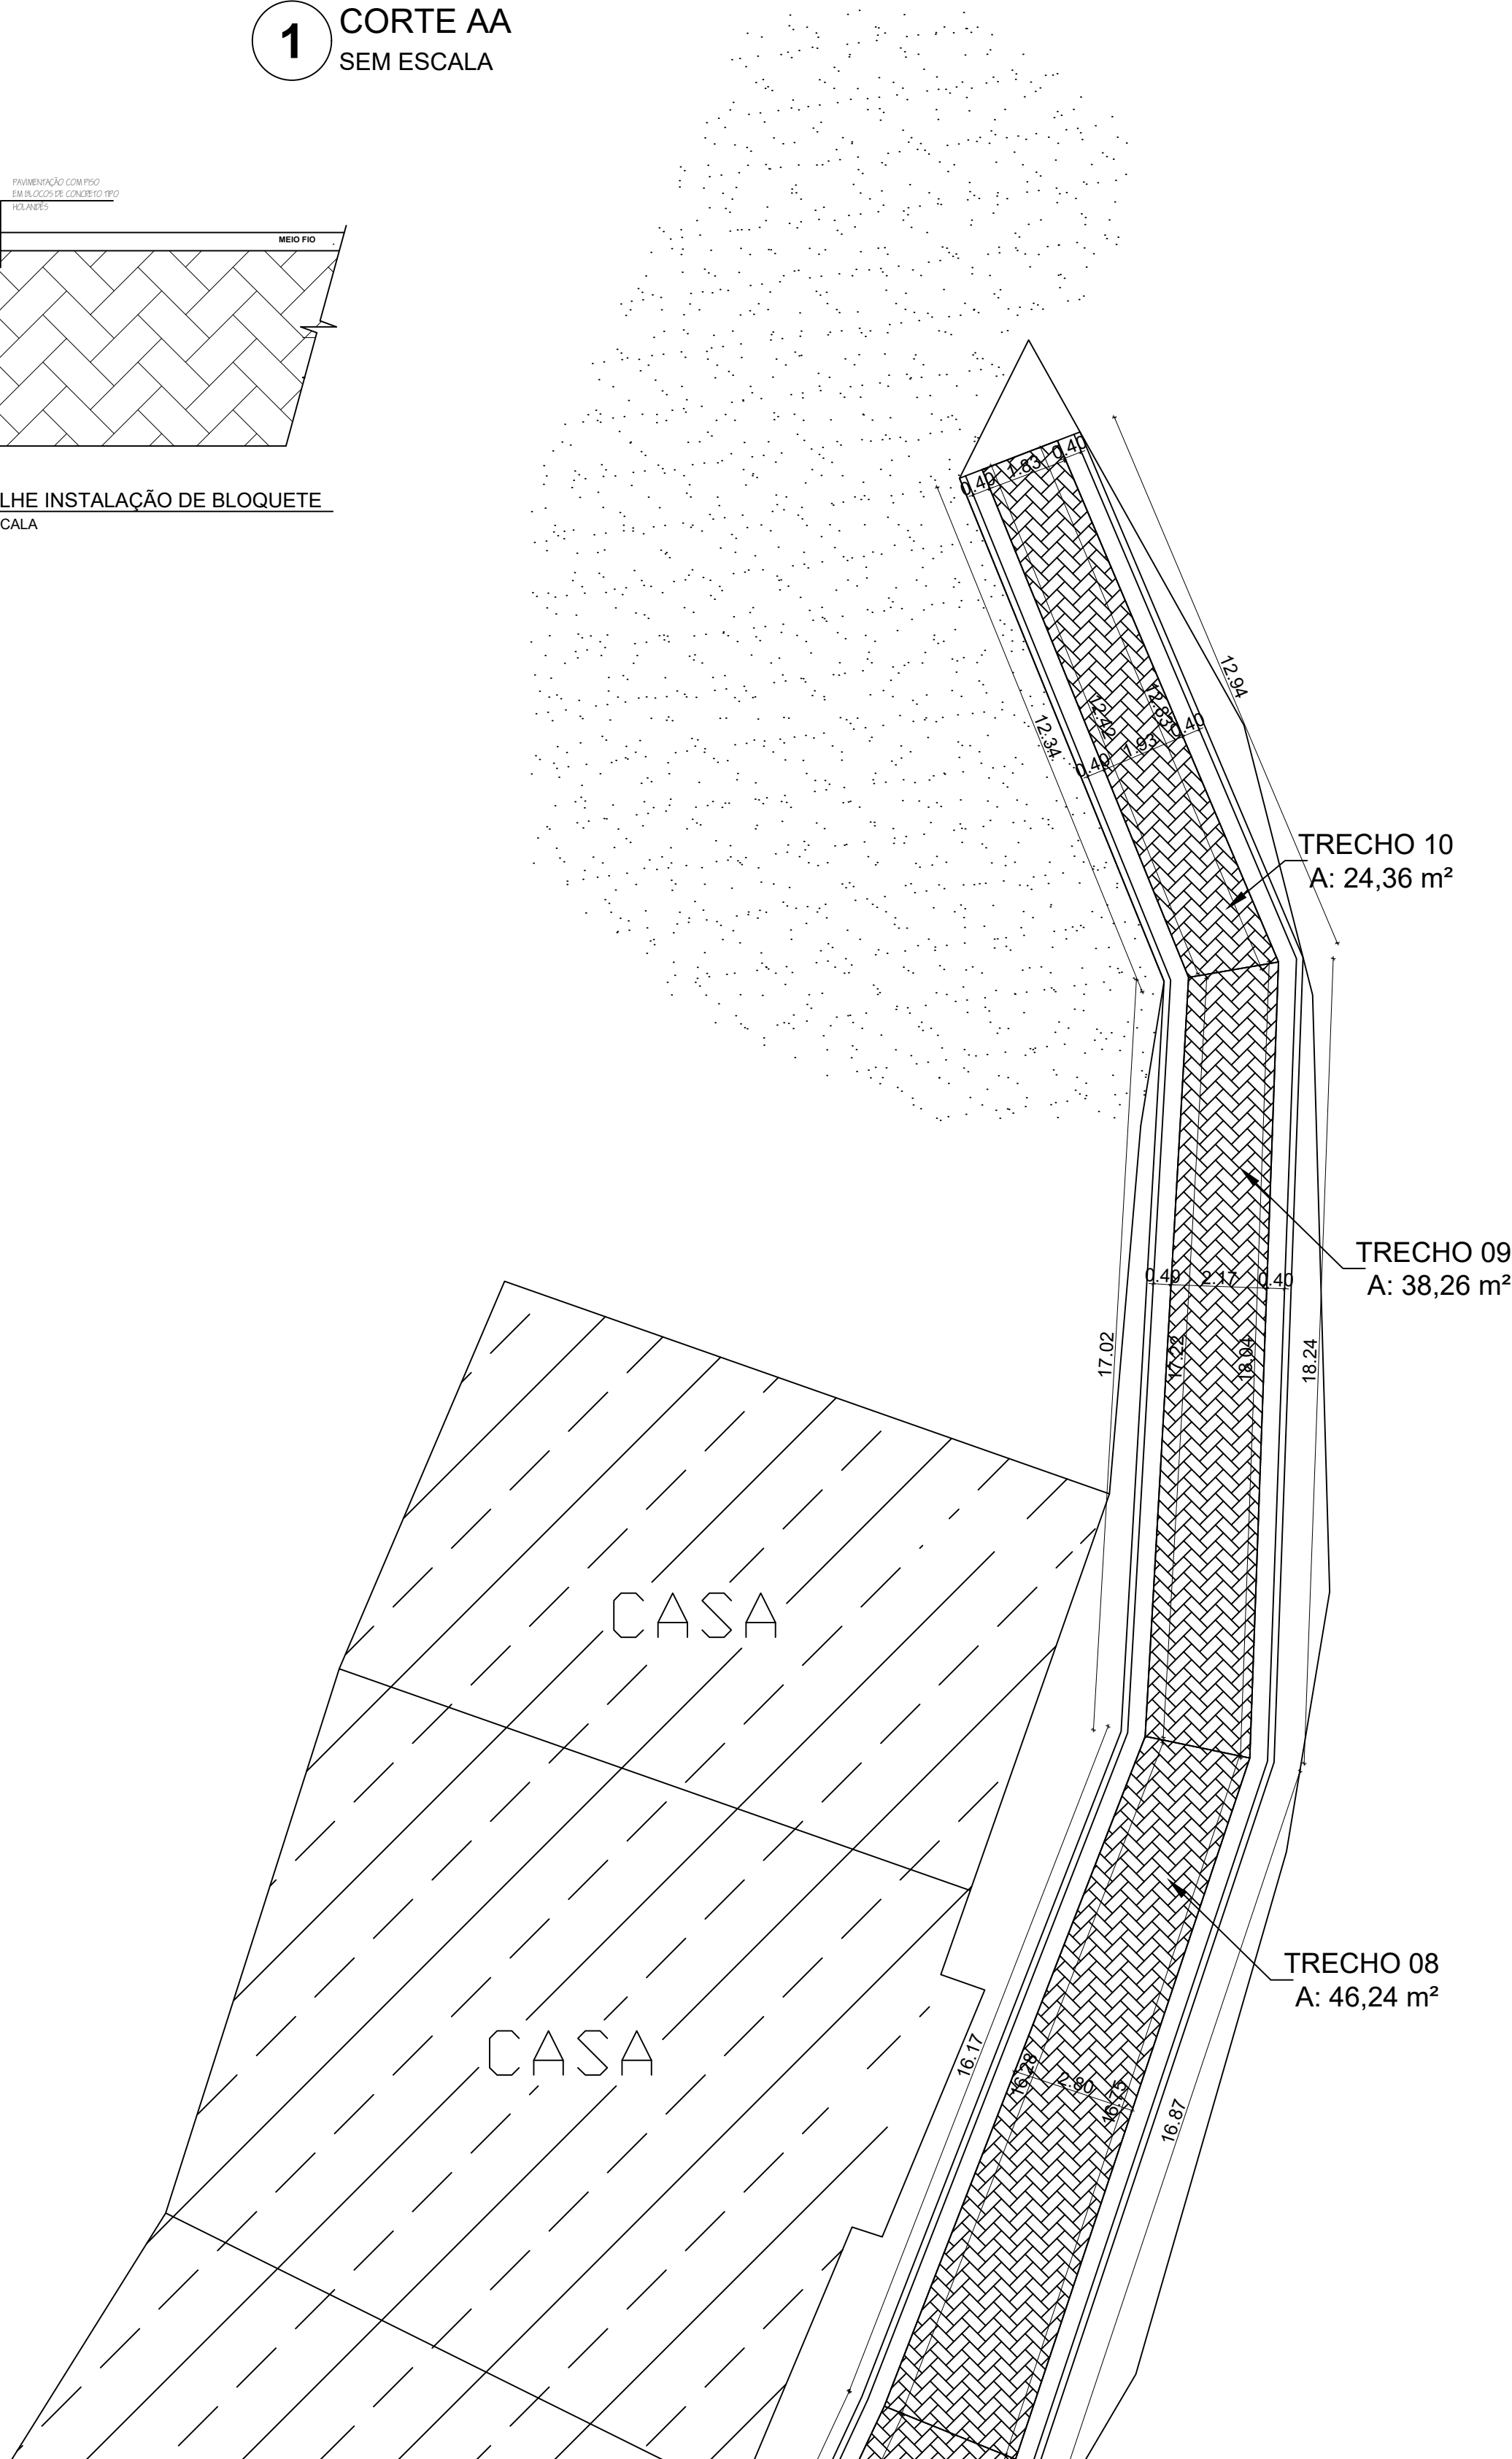 1
CORTE AA
SEM ESCALA
PAVIMENTAÇÃO COM PISO
EM BLOCOS DE CONCRETO TIPO
HOLANDÊS
MEIO FIO
LHE INSTALAÇÃO DE BLOQUETE
CALA
0.40
1.83
0.40
12.94
12.34
12.42
12.83
0.40
1.93
0.40
TRECHO 10
A: 24,36 m²
TRECHO 09
A: 38,26 m²
0.40
2.17
0.40
17.02
17.22
18.04
18.24
CASA
TRECHO 08
A: 46,24 m²
CASA
16.17
16.28
2.80
16.75
16.87